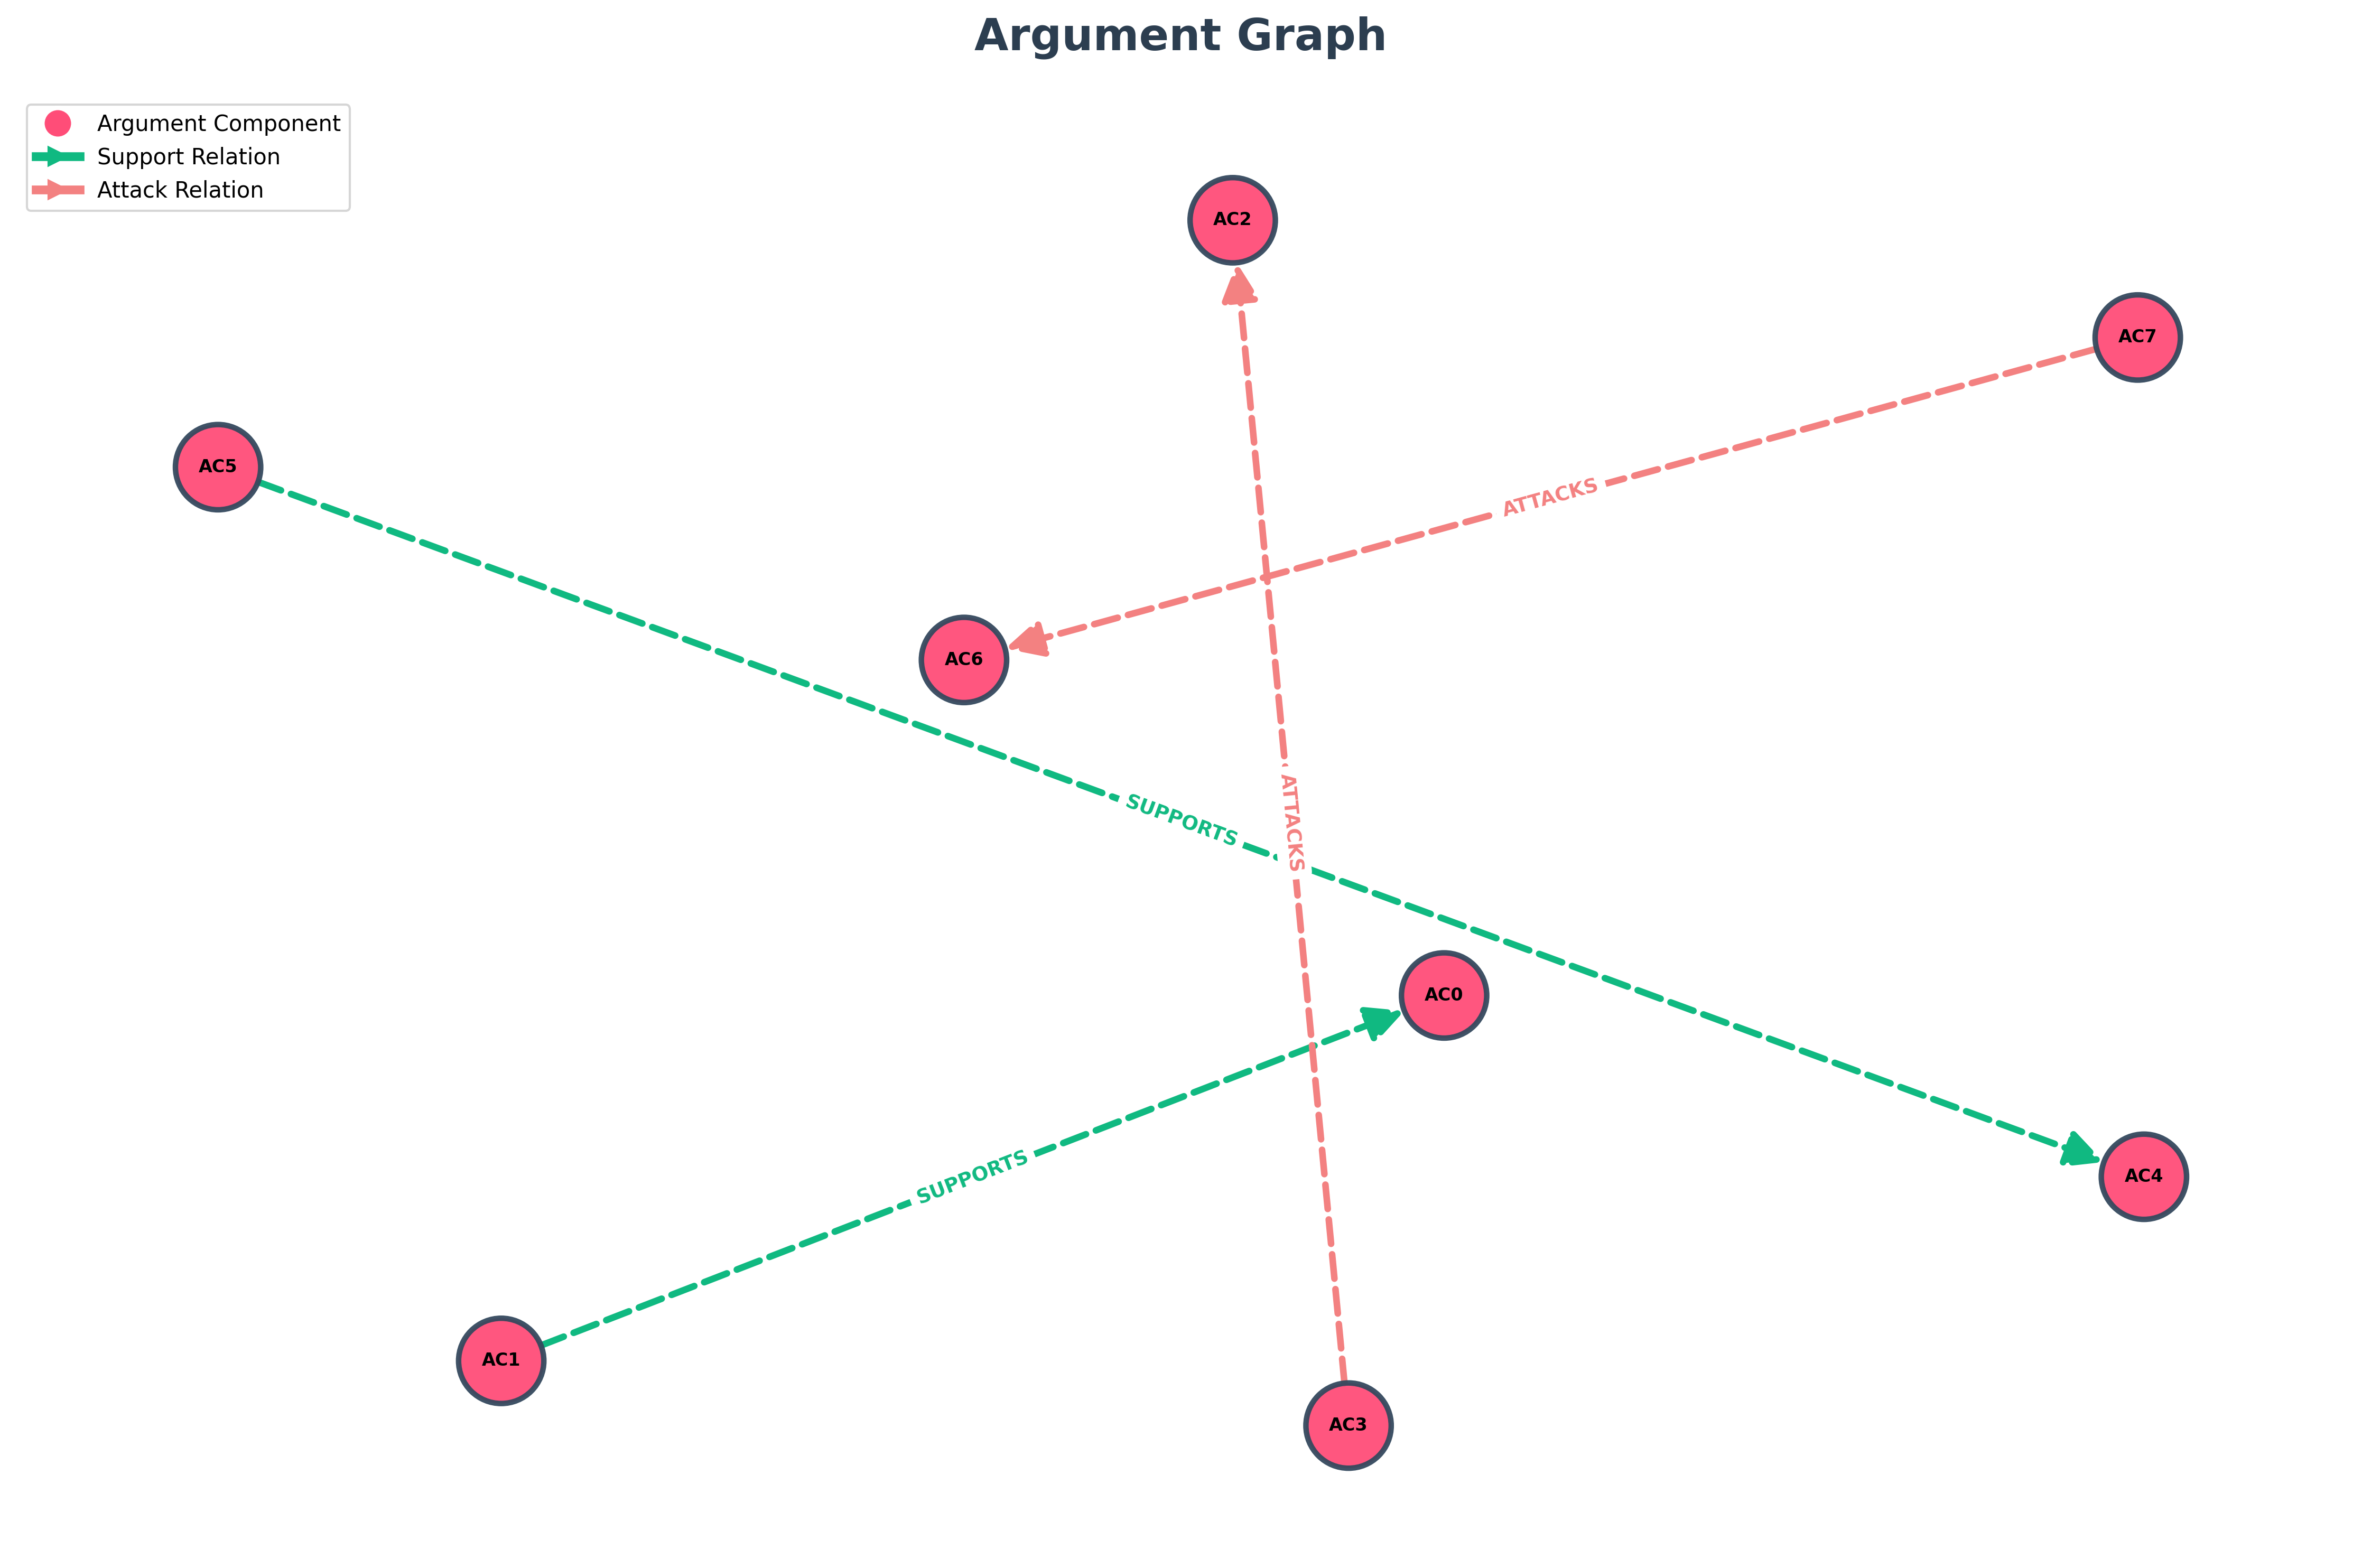 Argument Graph
Argument Component
Support Relation
Attack Relation
AC2
AC7
AC5
ATTACKS
AC6
ATTACKS
SUPPORTS
AC0
SUPPORTS
AC4
AC1
AC3